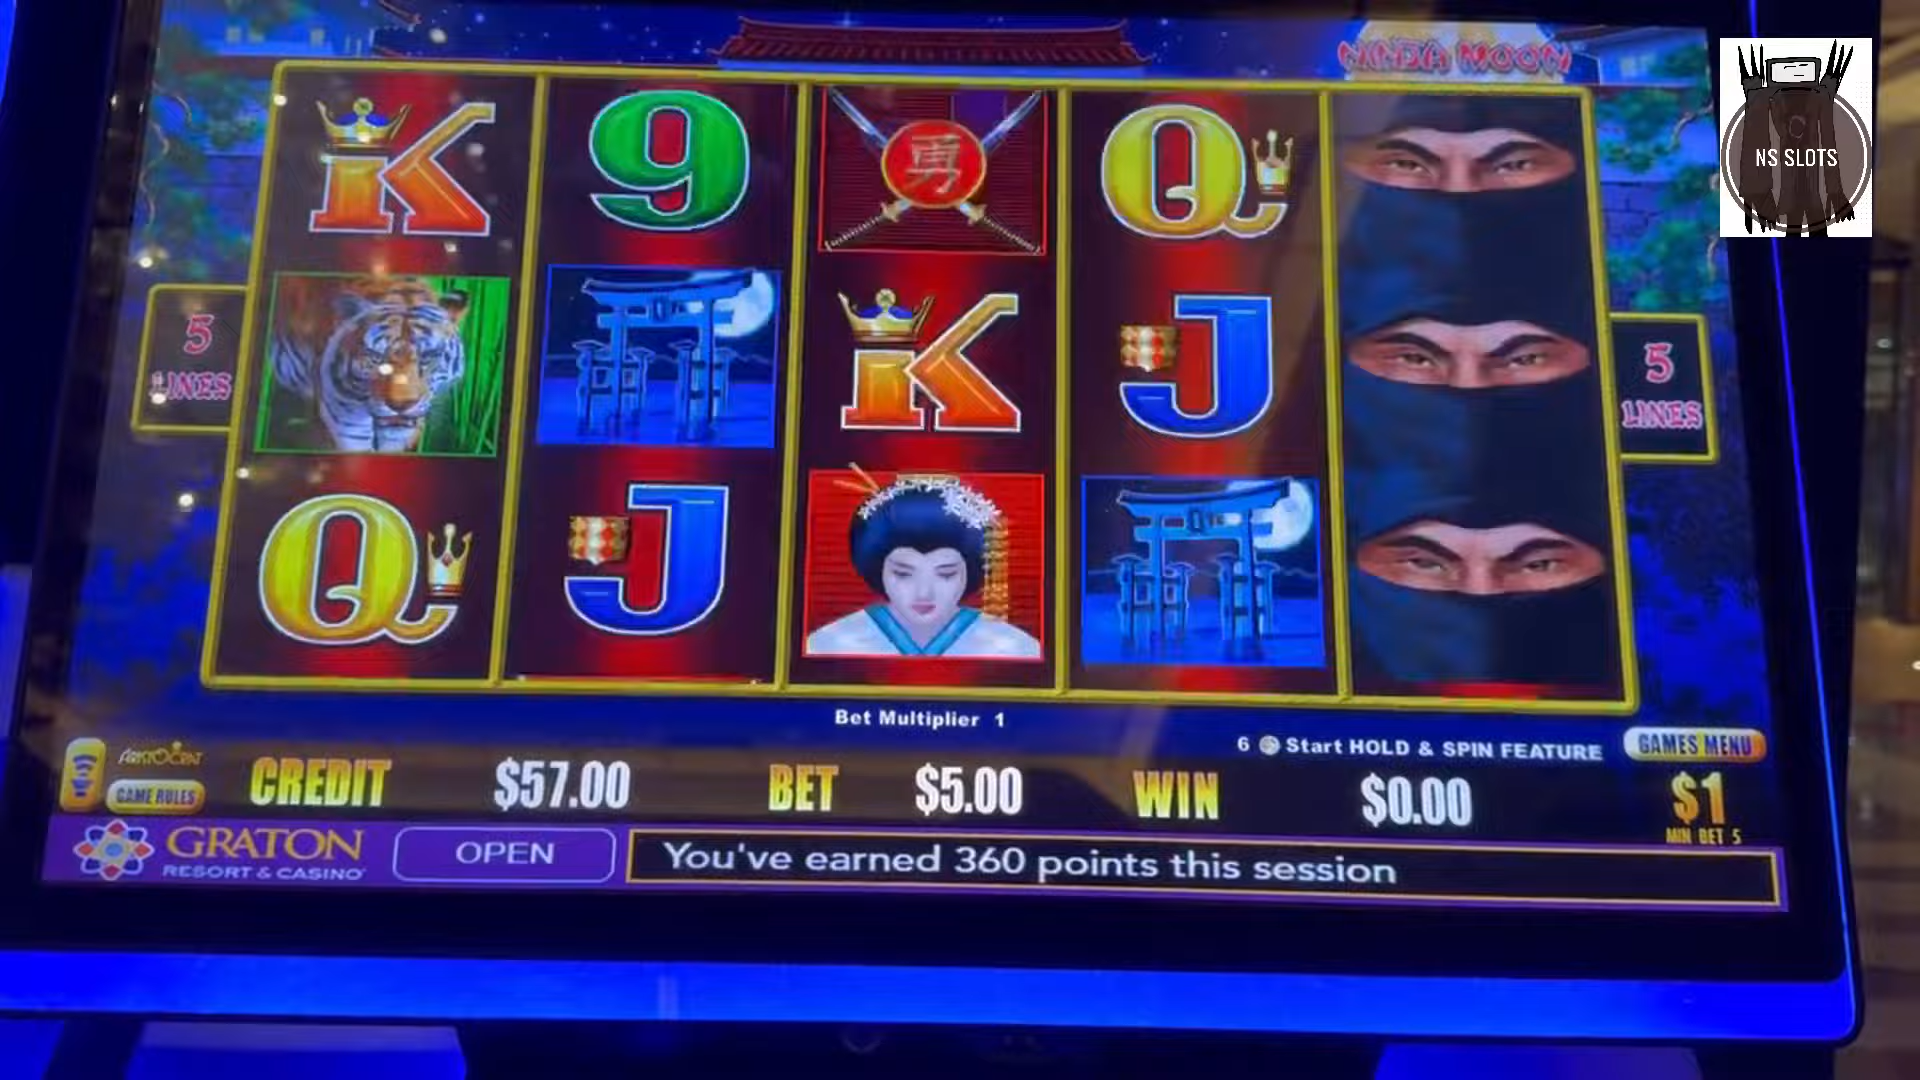 NINJA MOON
NS SLOTS
K
9
勇
Q
5
LINES
K
J
5
LINES
Q
J
Bet Multiplier 1
6 Start HOLD & SPIN FEATURE
GAMES MENU
ARISTOCRAT
GAME RULES
CREDIT $57.00 BET $5.00 WIN $0.00 $1
MIN BET 5
GRATON
RESORT & CASINO
OPEN
You've earned 360 points this session